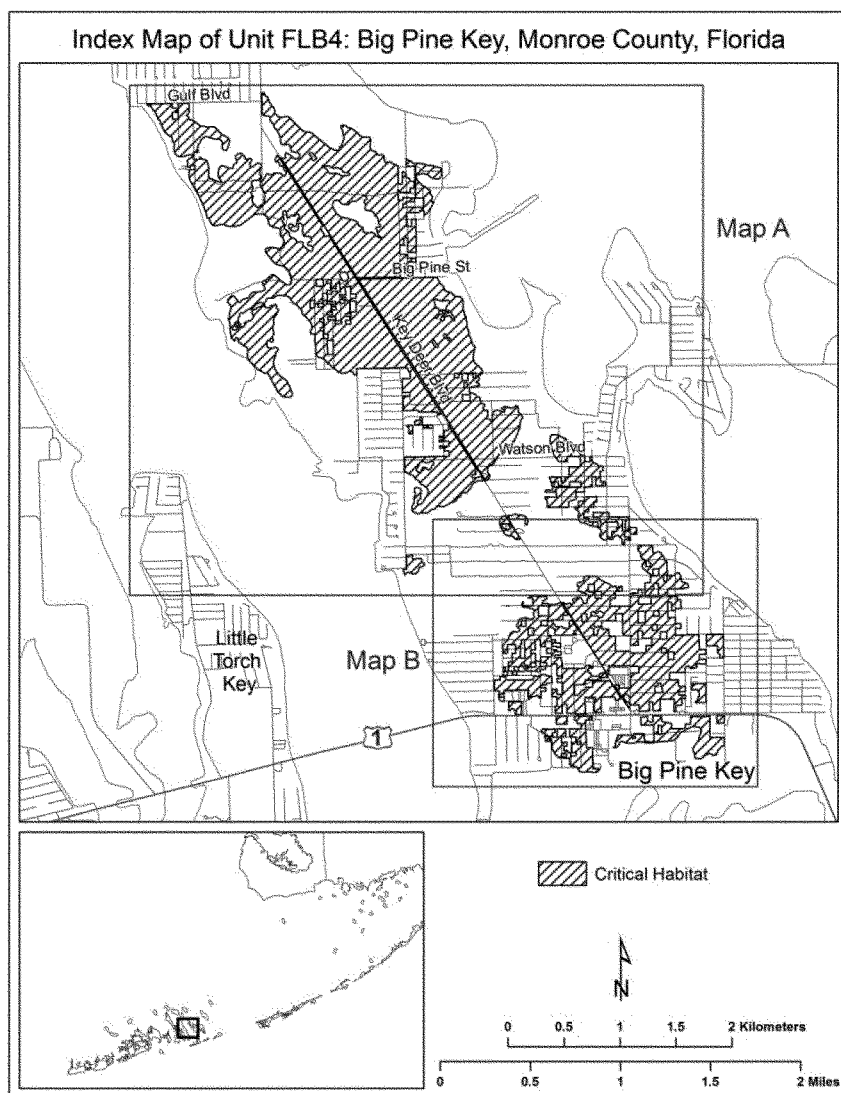 Index Map of Unit FLB4: Big Pine Key, Monroe County, Florida
Gulf Blvd
Map A
Big Pine St
Key Deer Blvd
Watson Blvd
Little
Torch
Key
Map B
1
Big Pine Key
Critical Habitat
N
0 0.5 1 1.5 2 Kilometers
0 0.5 1 1.5 2 Miles